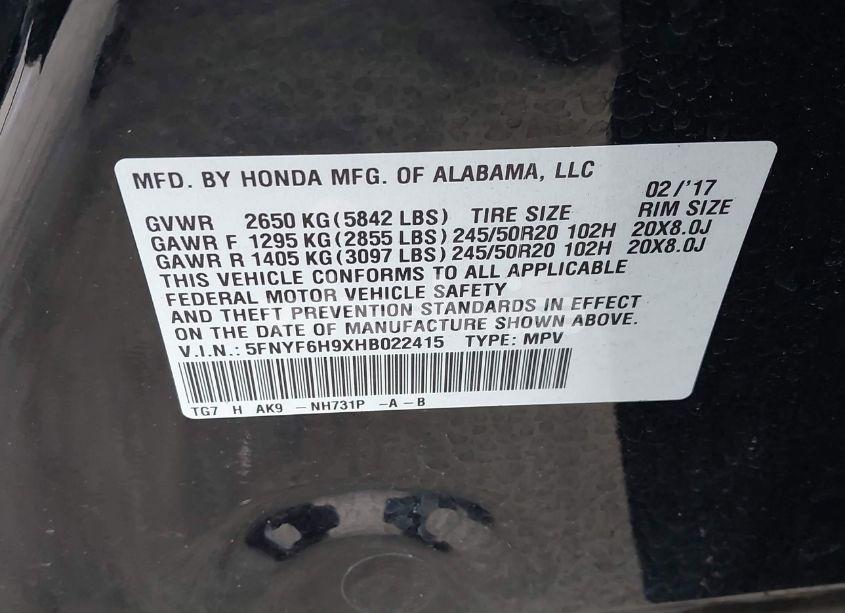 MFD. BY HONDA MFG. OF ALABAMA, LLC 02/'17
GVWR 2650 KG(5842 LBS) TIRE SIZE RIM SIZE
GAWR F 1295 KG(2855 LBS)245/50R20 102H 20X8.0J
GAWR R 1405 KG(3097 LBS)245/50R20 102H 20X8.0J
THIS VEHICLE CONFORMS TO ALL APPLICABLE
FEDERAL MOTOR VEHICLE SAFETY
AND THEFT PREVENTION STANDARDS IN EFFECT
ON THE DATE OF MANUFACTURE SHOWN ABOVE.
V.I.N.: 5FNYF6H9XHB022415 TYPE: MPV
TG7 H AK9 -NH731P -A-B